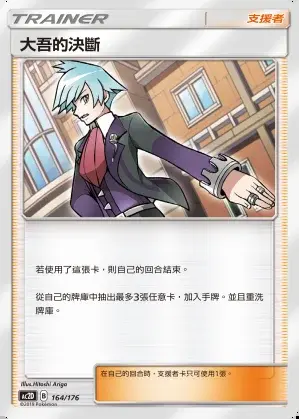 TRAINER
支援者
大吾的決斷
若使用了這張卡，則自己的回合結束。
從自己的牌庫中抽出最多3張任意卡，加入手牌。並且重洗
牌庫。
在自己的回合時，支援者卡只可使用1張。
Illus.Hitoshi Ariga
AC2D B 164/176
©2019 Pokémon